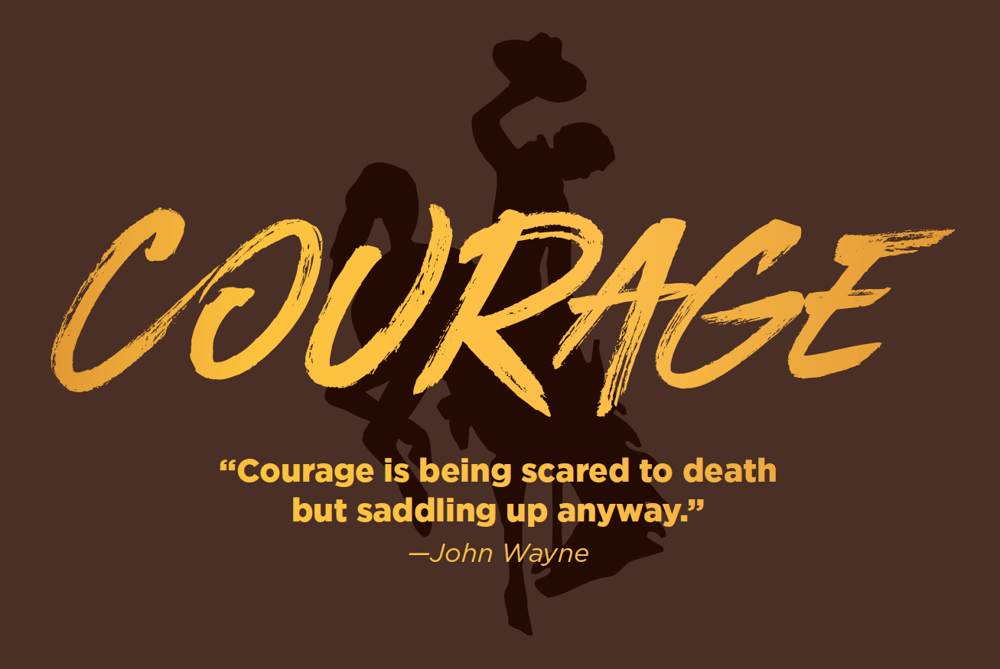 COURAGE
“Courage is being scared to death
but saddling up anyway.”
—John Wayne